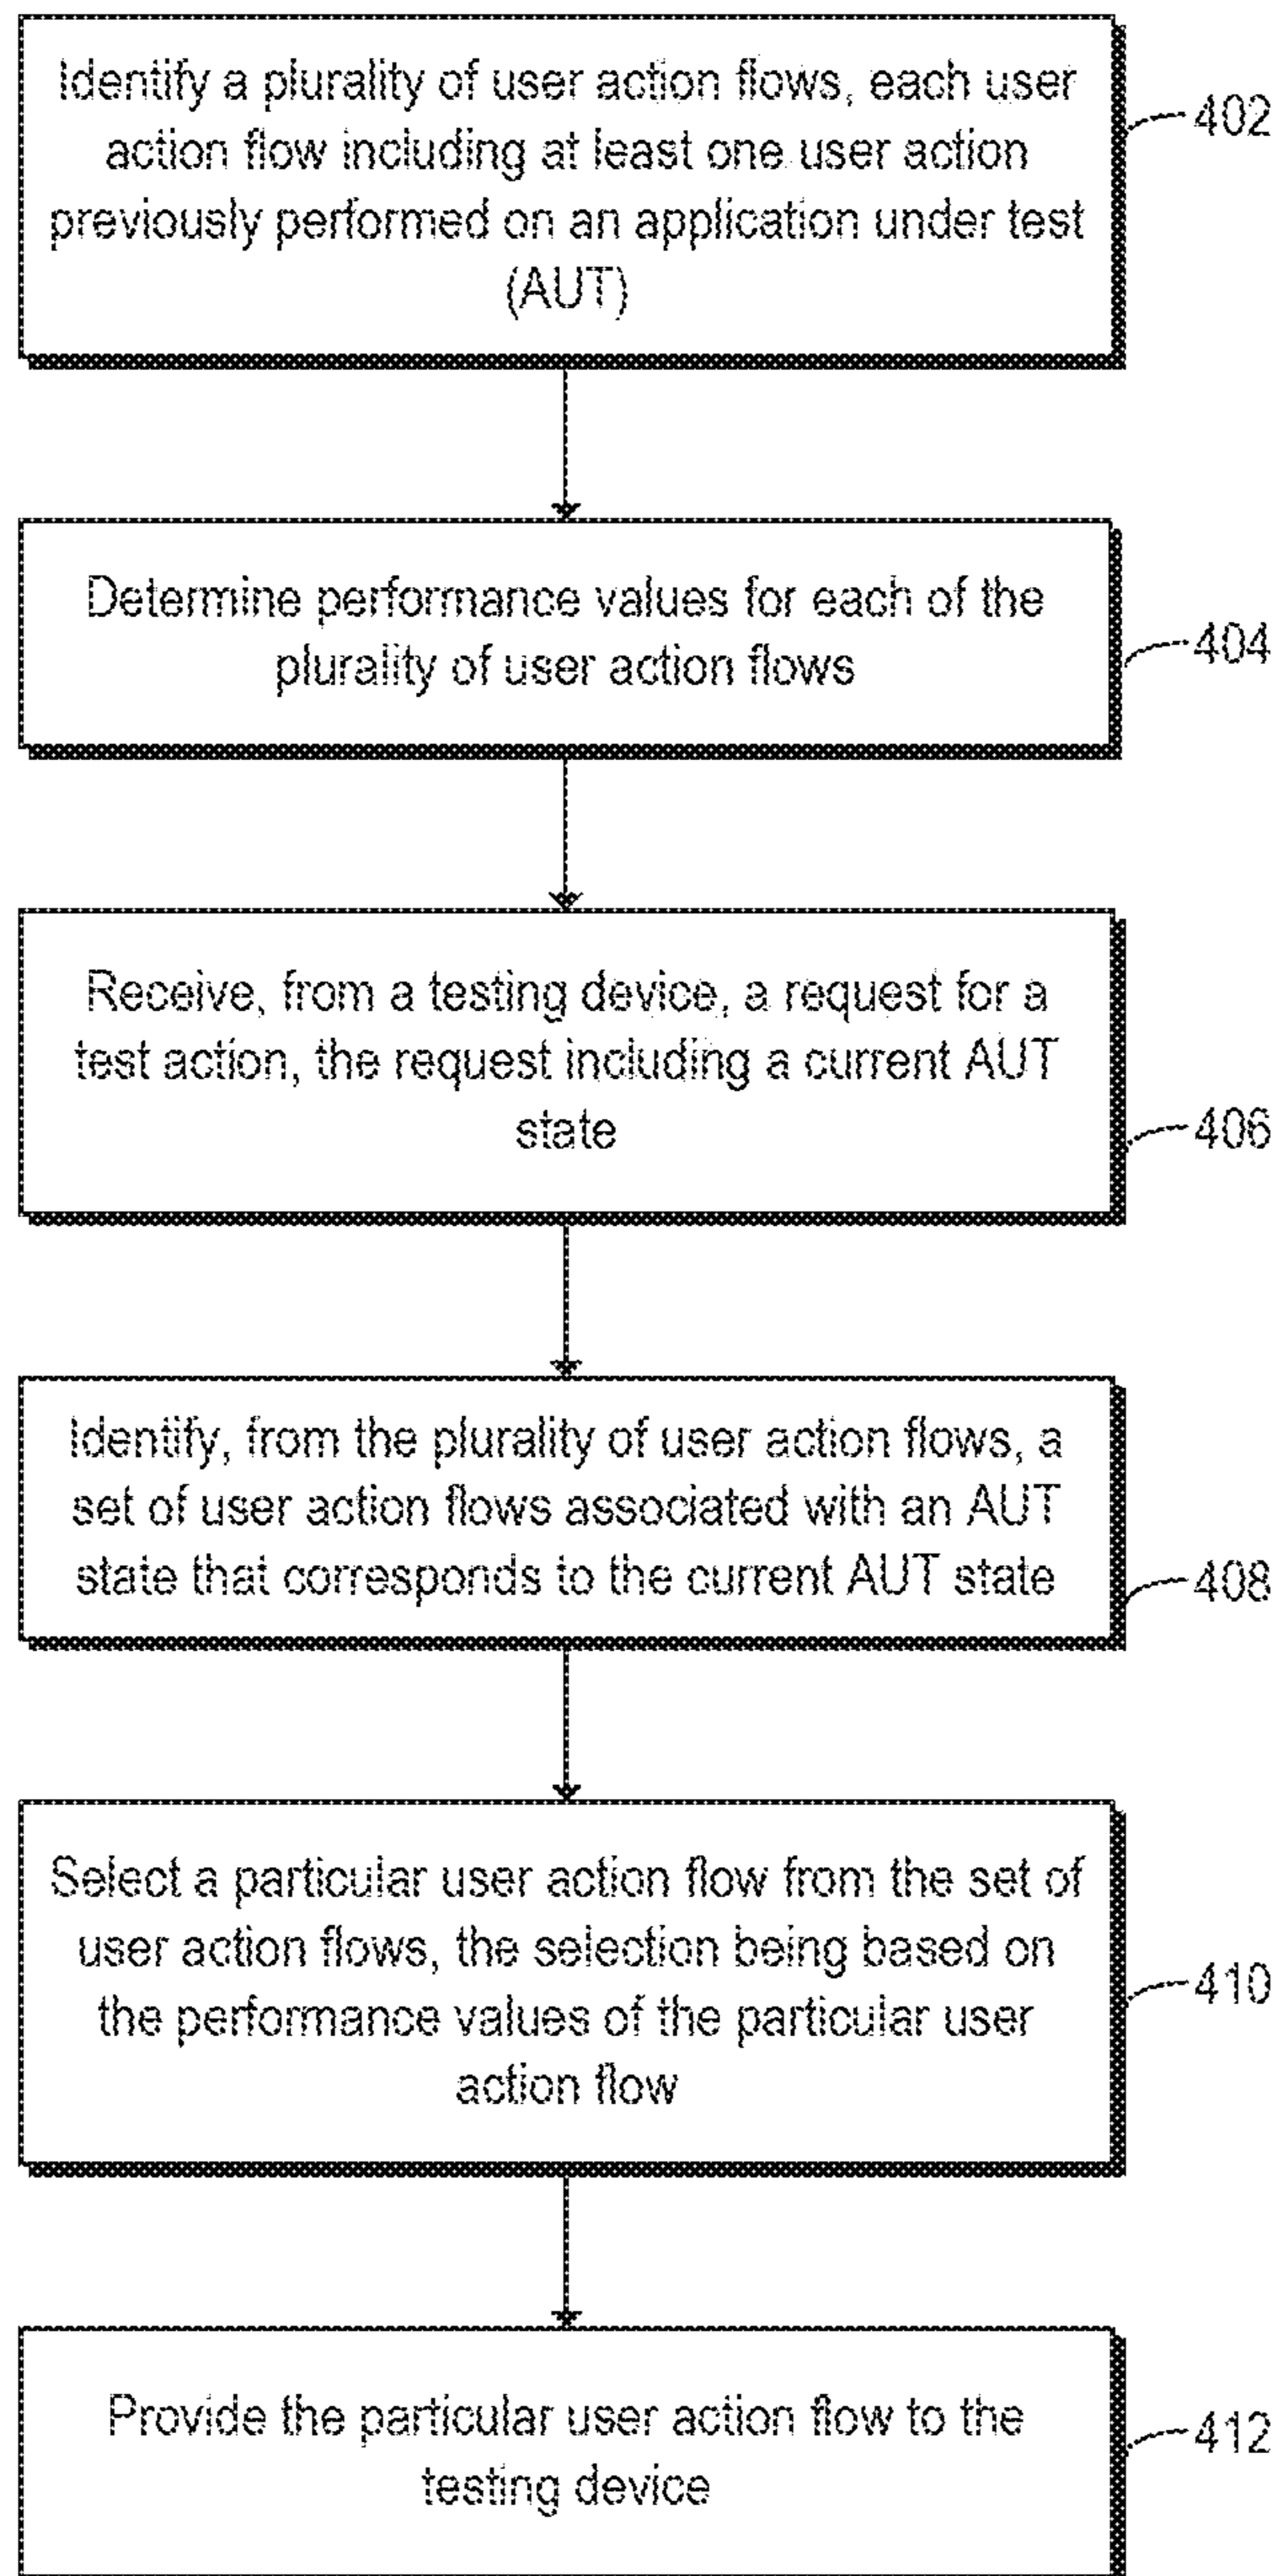 Identify a plurality of user action flows, each user
action flow including at least one user action
previously performed on an application under test
(AUT)
402
Determine performance values for each of the
plurality of user action flows
404
Receive, from a testing device, a request for a
test action, the request including a current AUT
state
406
Identify, from the plurality of user action flows, a
set of user action flows associated with an AUT
state that corresponds to the current AUT state
408
Select a particular user action flow from the set of
user action flows, the selection being based on
the performance values of the particular user
action flow
410
Provide the particular user action flow to the
testing device
412